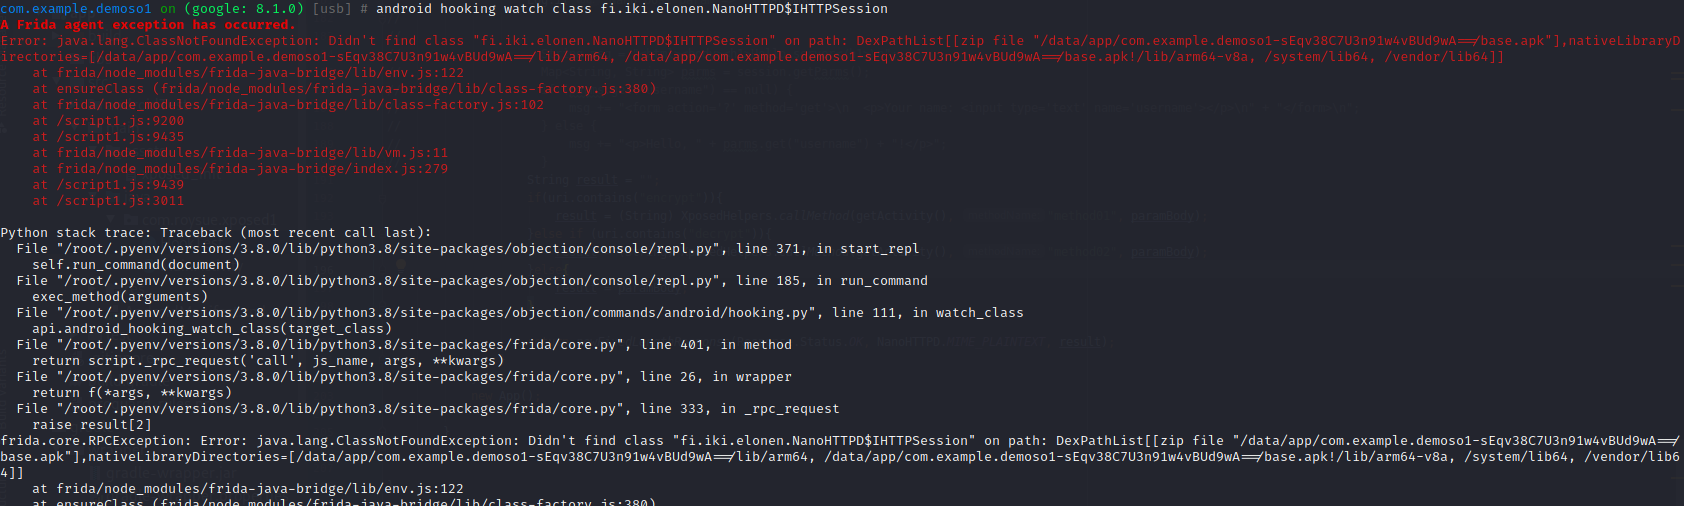 com.example.demoso1 on (google: 8.1.0) [usb] # android hooking watch class fi.iki.elonen.NanoHTTPD$IHTTPSession
A Frida agent exception has occurred.
Error: java.lang.ClassNotFoundException: Didn't find class "fi.iki.elonen.NanoHTTPD$IHTTPSession" on path: DexPathList[[zip file "/data/app/com.example.demoso1-sEqv38C7U3n91w4vBUd9wA==/base.apk"],nativeLibraryD
irectories=[/data/app/com.example.demoso1-sEqv38C7U3n91w4vBUd9wA==/lib/arm64, /data/app/com.example.demoso1-sEqv38C7U3n91w4vBUd9wA==/base.apk!/lib/arm64-v8a, /system/lib64, /vendor/lib64]]
    at frida/node_modules/frida-java-bridge/lib/env.js:122
    at ensureClass (frida/node_modules/frida-java-bridge/lib/class-factory.js:380)
    at frida/node_modules/frida-java-bridge/lib/class-factory.js:102
    at /script1.js:9200
    at /script1.js:9435
    at frida/node_modules/frida-java-bridge/lib/vm.js:11
    at frida/node_modules/frida-java-bridge/index.js:279
    at /script1.js:9439
    at /script1.js:3011
Python stack trace: Traceback (most recent call last):
  File "/root/.pyenv/versions/3.8.0/lib/python3.8/site-packages/objection/console/repl.py", line 371, in start_repl
    self.run_command(document)
  File "/root/.pyenv/versions/3.8.0/lib/python3.8/site-packages/objection/console/repl.py", line 185, in run_command
    exec_method(arguments)
  File "/root/.pyenv/versions/3.8.0/lib/python3.8/site-packages/objection/commands/android/hooking.py", line 111, in watch_class
    api.android_hooking_watch_class(target_class)
  File "/root/.pyenv/versions/3.8.0/lib/python3.8/site-packages/frida/core.py", line 401, in method
    return script._rpc_request('call', js_name, args, **kwargs)
  File "/root/.pyenv/versions/3.8.0/lib/python3.8/site-packages/frida/core.py", line 26, in wrapper
    return f(*args, **kwargs)
  File "/root/.pyenv/versions/3.8.0/lib/python3.8/site-packages/frida/core.py", line 333, in _rpc_request
    raise result[2]
frida.core.RPCException: Error: java.lang.ClassNotFoundException: Didn't find class "fi.iki.elonen.NanoHTTPD$IHTTPSession" on path: DexPathList[[zip file "/data/app/com.example.demoso1-sEqv38C7U3n91w4vBUd9wA==/
base.apk"],nativeLibraryDirectories=[/data/app/com.example.demoso1-sEqv38C7U3n91w4vBUd9wA==/lib/arm64, /data/app/com.example.demoso1-sEqv38C7U3n91w4vBUd9wA==/base.apk!/lib/arm64-v8a, /system/lib64, /vendor/lib6
4]]
    at frida/node_modules/frida-java-bridge/lib/env.js:122
    at ensureClass (frida/node_modules/frida-java-bridge/lib/class-factory.js:380)